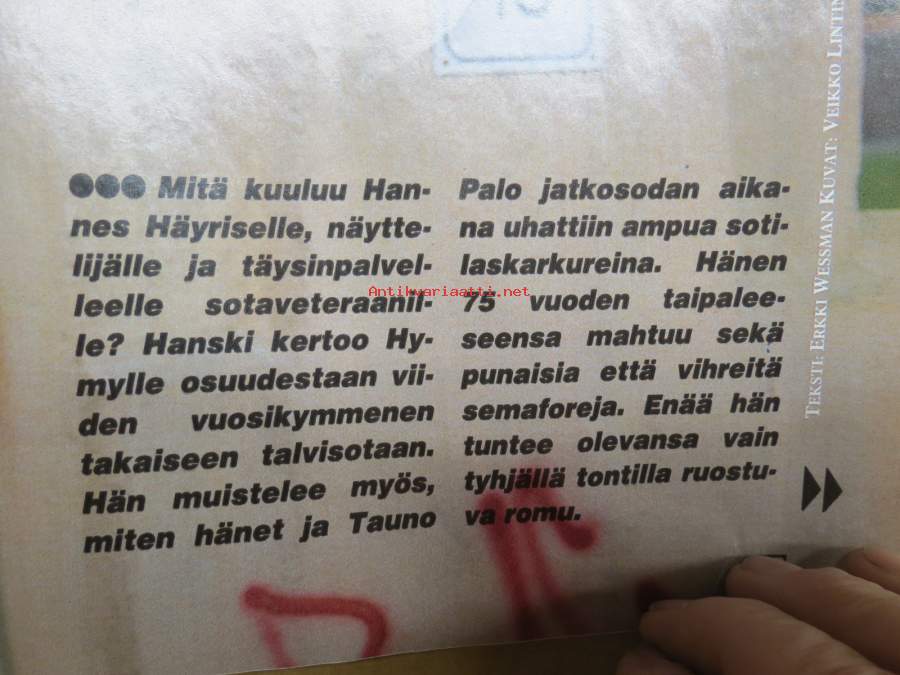 ●●● Mitä kuuluu Han-
nes Häyriselle, näytte-
lijälle ja täysinpalvel-
leelle sotaveteraanil-
le? Hanski kertoo Hy-
mylle osuudestaan vii-
den vuosikymmenen
takaiseen talvisotaan.
Hän muistelee myös,
miten hänet ja Tauno
Palo jatkosodan aika-
na uhattiin ampua soti-
laskarkureina. Hänen
75 vuoden taipalee-
seensa mahtuu sekä
punaisia että vihreitä
semaforeja. Enää hän
tuntee olevansa vain
tyhjällä tontilla ruostu-
va romu.
TEKSTI: ERKKI WESSMAN KUVAT: VEIKKO
Antikvariaatti.net